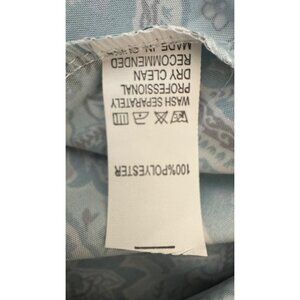 100%POLYESTER
WASH SEPARATELY
PROFESSIONAL
DRY CLEAN
RECOMMENDED
MADE IN